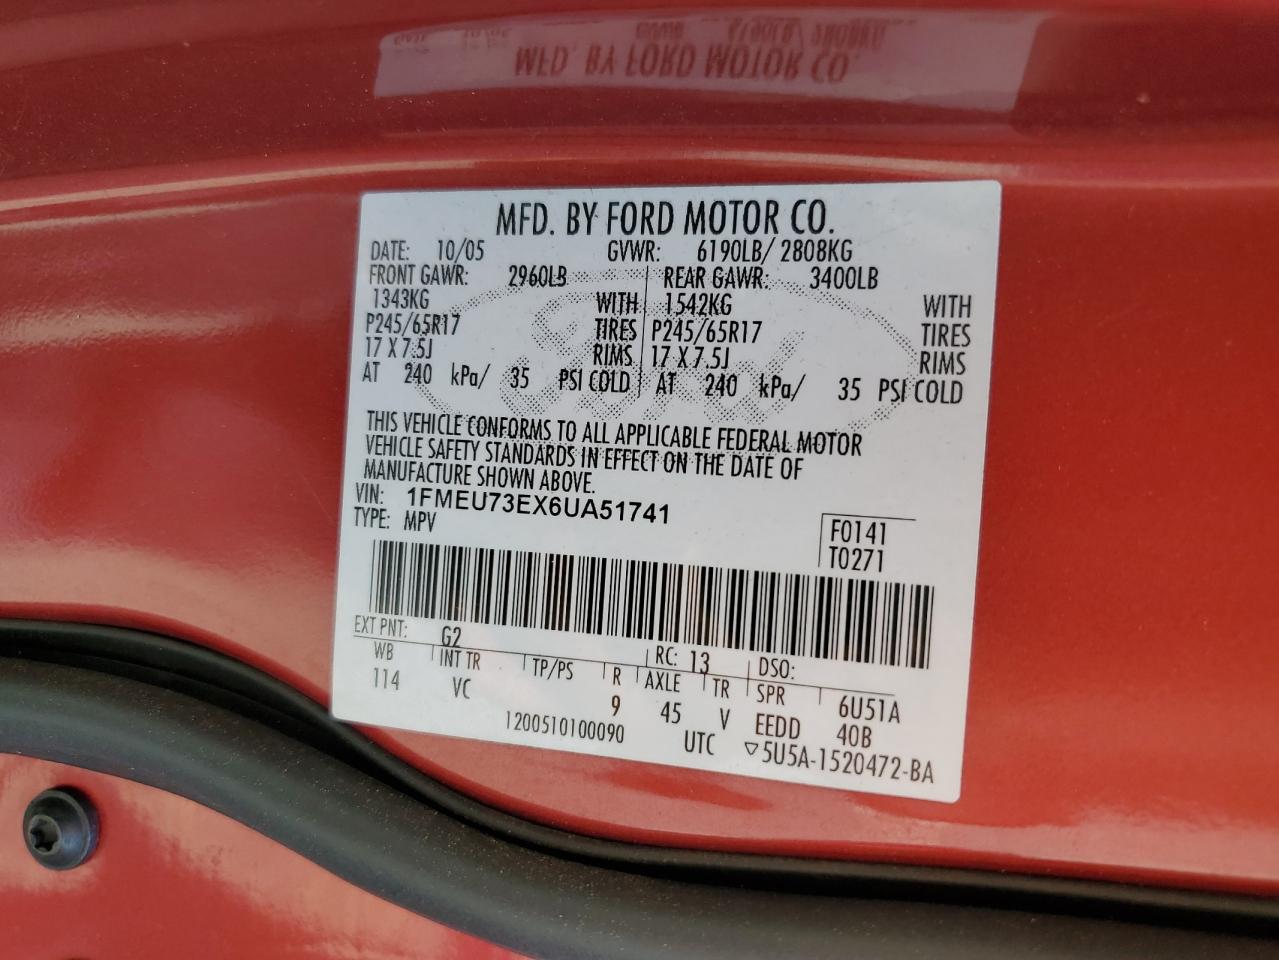 MFD. BY FORD MOTOR CO.
MFD. BY FORD MOTOR CO.
DATE: 10/05 GVWR: 6190LB/ 2808KG
FRONT GAWR: 2960LB REAR GAWR: 3400LB
1343KG WITH 1542KG WITH
P245/65R17 TIRES P245/65R17 TIRES
17 X 7.5J RIMS 17 X 7.5J RIMS
AT 240 kPa/ 35 PSI COLD AT 240 kPa/ 35 PSI COLD
THIS VEHICLE CONFORMS TO ALL APPLICABLE FEDERAL MOTOR
VEHICLE SAFETY STANDARDS IN EFFECT ON THE DATE OF
MANUFACTURE SHOWN ABOVE.
VIN: 1FMEU73EX6UA51741
TYPE: MPV
F0141
T0271
EXT PNT: G2 RC: 13 DSO:
WB INT TR TP/PS R AXLE TR SPR 6U51A
114 VC 9 45 V EEDD 40B
1200510100090 UTC ▽5U5A-1520472-BA